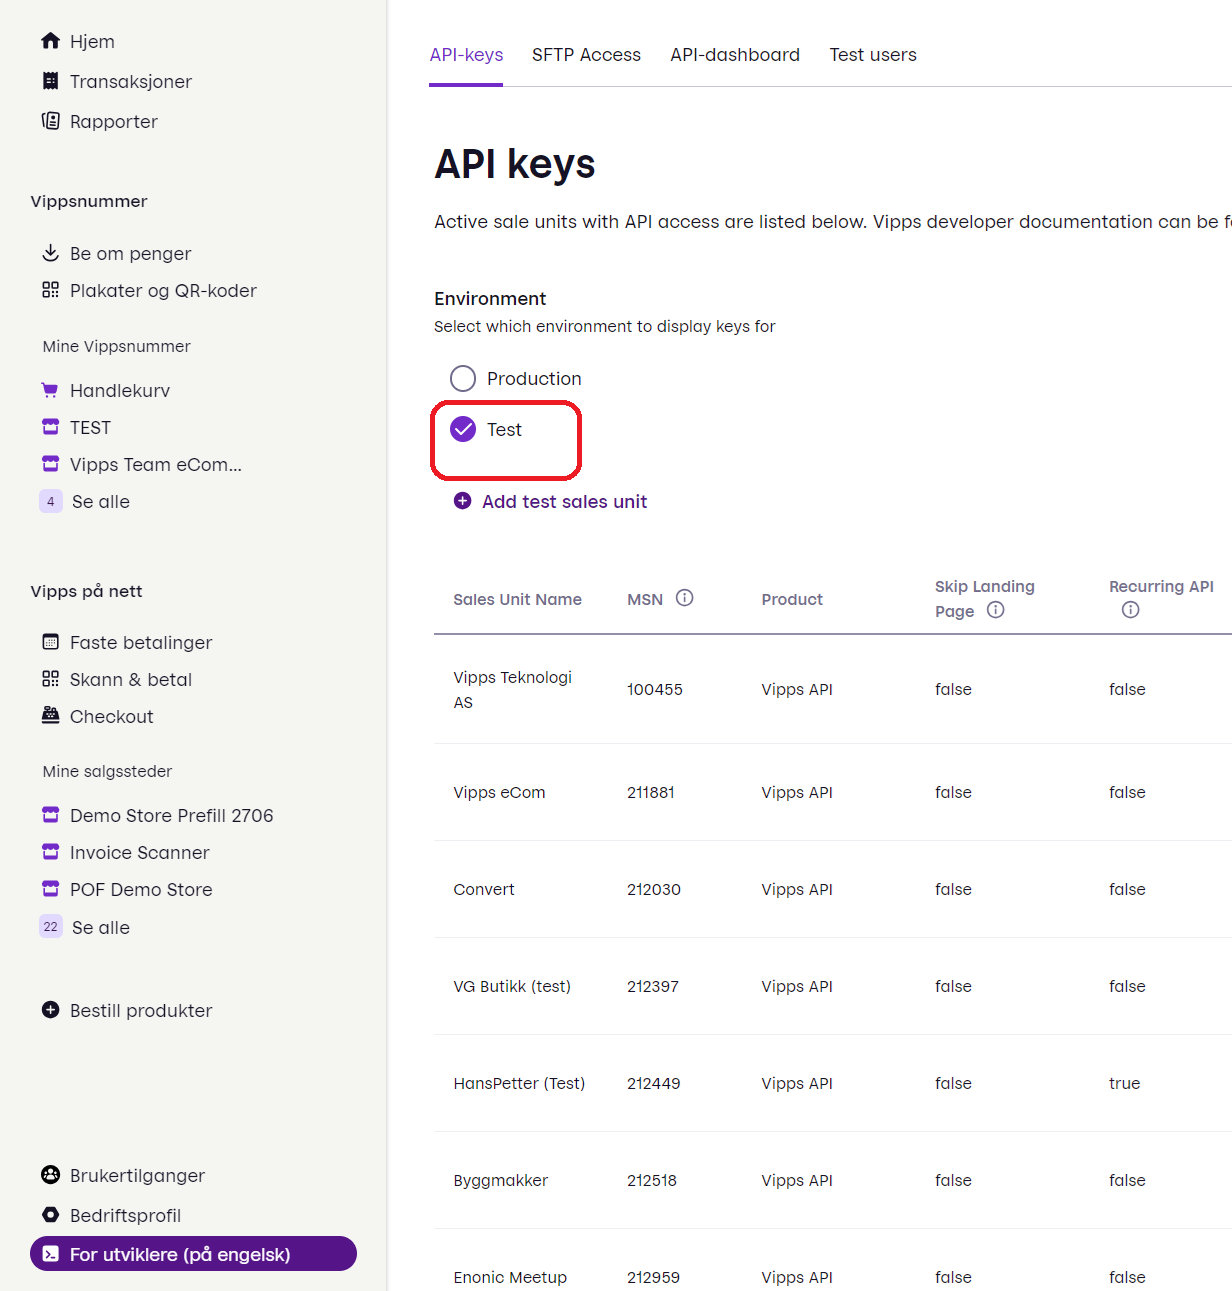 Hjem
Transaksjoner
Rapporter
Vippsnummer
Be om penger
Plakater og QR-koder
Mine Vippsnummer
Handlekurv
TEST
Vipps Team eCom...
4 Se alle
Vipps på nett
Faste betalinger
Skann & betal
Checkout
Mine salgssteder
Demo Store Prefill 2706
Invoice Scanner
POF Demo Store
22 Se alle
Bestill produkter
Brukertilganger
Bedriftsprofil
For utviklere (på engelsk)
API-keys SFTP Access API-dashboard Test users
API keys
Active sale units with API access are listed below. Vipps developer documentation can be
Environment
Select which environment to display keys for
Production
Test
Add test sales unit
Sales Unit Name MSN Product Skip Landing Page Recurring API
Vipps Teknologi AS 100455 Vipps API false false
Vipps eCom 211881 Vipps API false false
Convert 212030 Vipps API false false
VG Butikk (test) 212397 Vipps API false false
HansPetter (Test) 212449 Vipps API false true
Byggmakker 212518 Vipps API false false
Enonic Meetup 212959 Vipps API false false